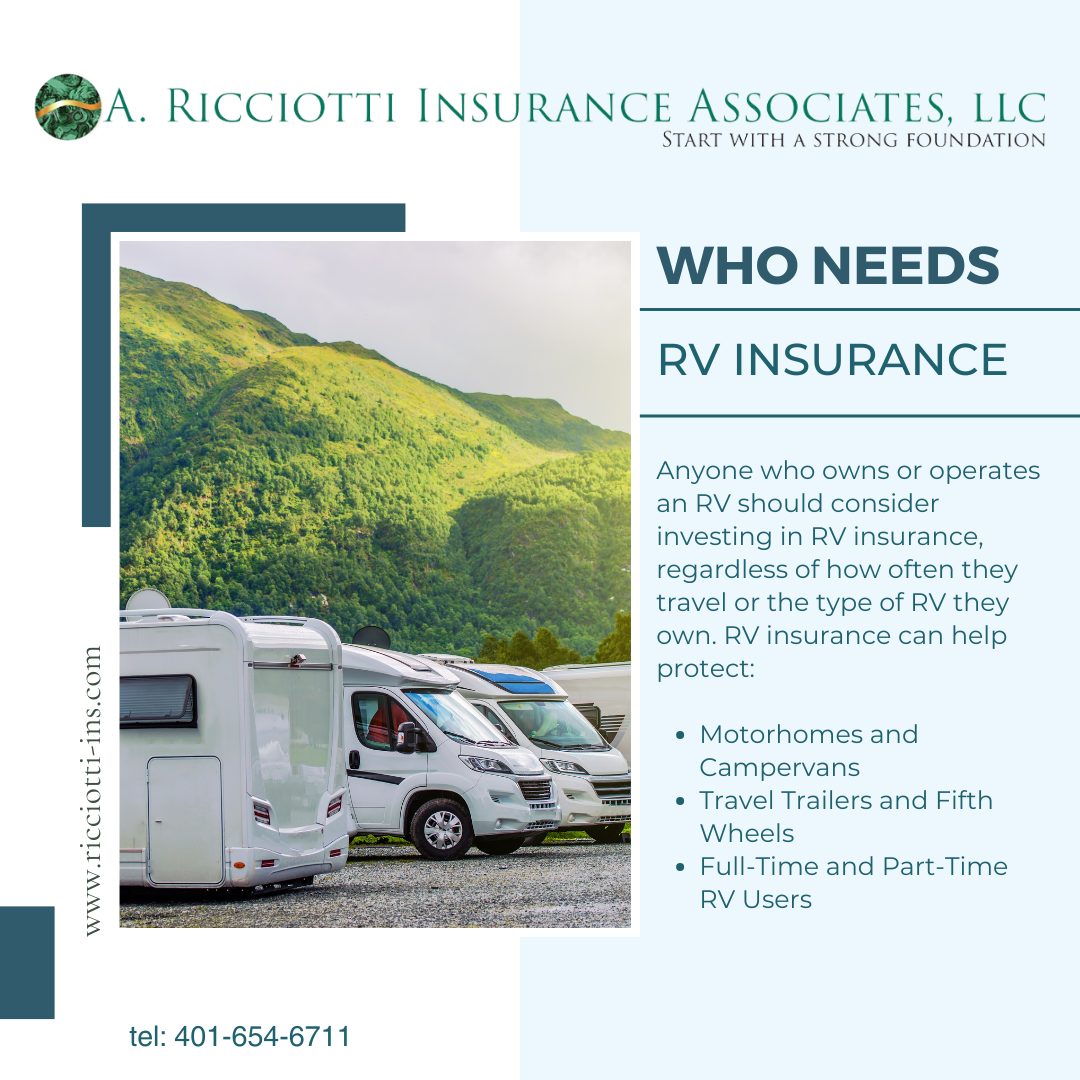 A. Ricciotti Insurance Associates, LLC
Start with a strong foundation
WHO NEEDS
RV INSURANCE
Anyone who owns or operates
an RV should consider
investing in RV insurance,
regardless of how often they
travel or the type of RV they
own. RV insurance can help
protect:
• Motorhomes and
Campervans
• Travel Trailers and Fifth
Wheels
• Full-Time and Part-Time
RV Users
www.ricciotti-ins.com
tel: 401-654-6711